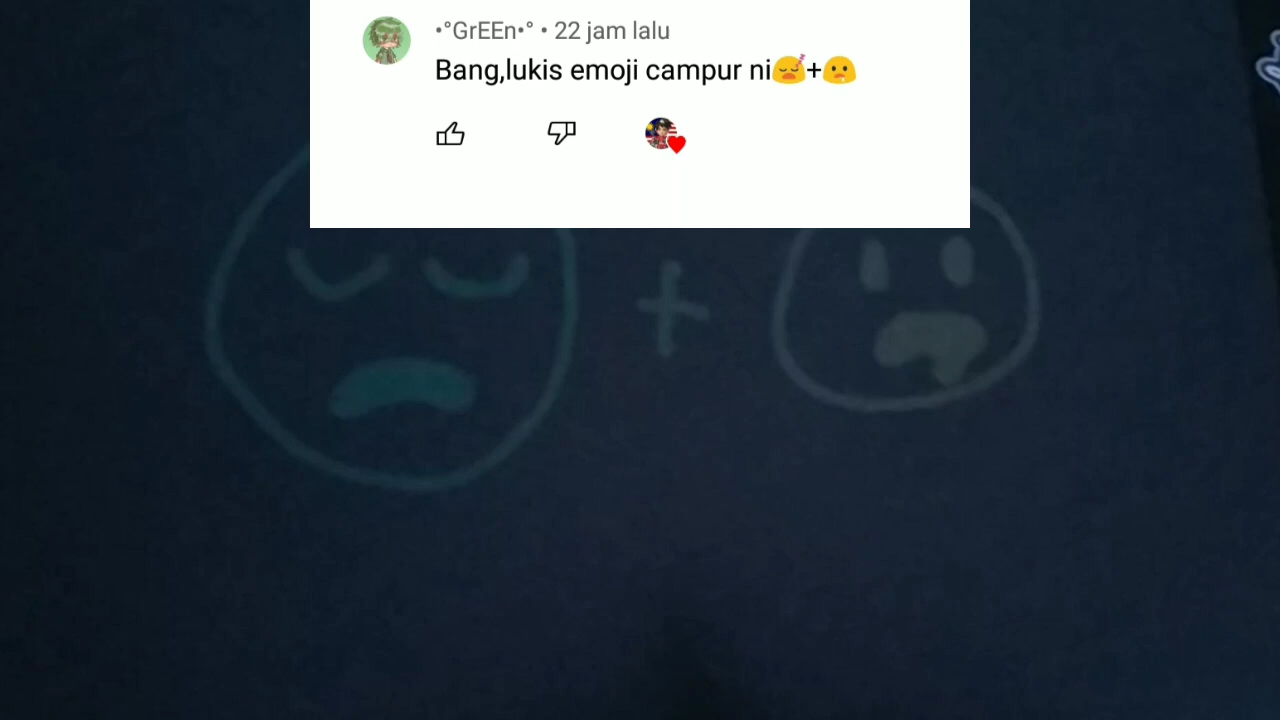 •°GrEEn•° • 22 jam lalu
Bang,lukis emoji campur ni😴+🤤
+